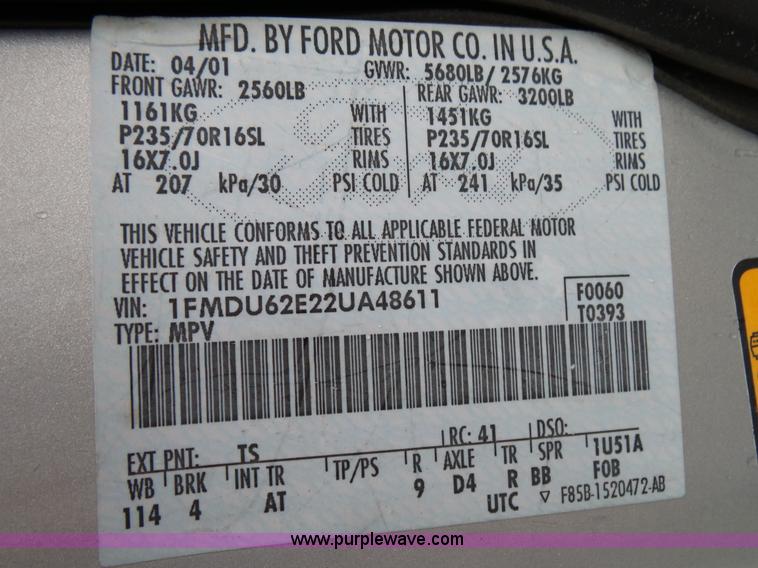 MFD. BY FORD MOTOR CO. IN U.S.A.
DATE: 04/01 GVWR: 5680LB/ 2576KG
FRONT GAWR: 2560LB REAR GAWR: 3200LB
1161KG WITH 1451KG WITH
P235/70R16SL TIRES P235/70R16SL TIRES
16X7.0J RIMS 16X7.0J RIMS
AT 207 kPa/30 PSI COLD AT 241 kPa/35 PSI COLD
THIS VEHICLE CONFORMS TO ALL APPLICABLE FEDERAL MOTOR
VEHICLE SAFETY AND THEFT PREVENTION STANDARDS IN
EFFECT ON THE DATE OF MANUFACTURE SHOWN ABOVE.
VIN: 1FMDU62E22UA48611 F0060
TYPE: MPV T0393
EXT PNT: TS RC: 41 DSO:
WB BRK INT TR TP/PS R AXLE TR SPR 1U51A
114 4 AT 9 D4 R BB FOB
UTC ▽ F85B-1520472-AB
www.purplewave.com